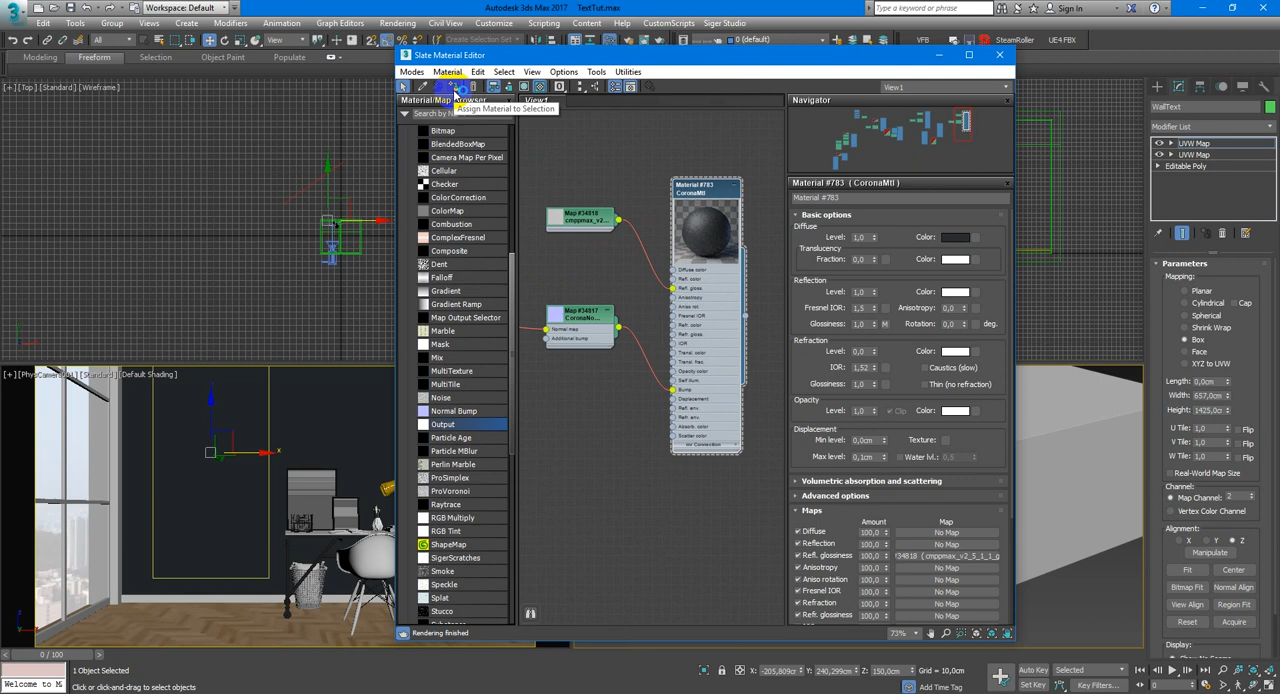 Workspace: Default
Autodesk 3ds Max 2017
TextTut.max
Type a keyword or phrase
Sign In
Edit Tools Group Views Create Modifiers Animation Graph Editors Rendering Civil View Customize Scripting Content Help CustomScripts Siger Studio
All
View
Create Selection Set
0 (default)
VFB
SteamRoller
UE4 FBX
Modeling Freeform Selection Object Paint Populate
[+] [Top] [Standard] [Wireframe]
Slate Material Editor
Modes Material Edit Select View Options Tools Utilities
View1
Assign Material to Selection
Material/Map Browser
View1
Navigator
Bitmap
BlendedBoxMap
Camera Map Per Pixel
Cellular
Checker
ColorCorrection
ColorMap
Combustion
ComplexFresnel
Composite
Dent
Falloff
Gradient
Gradient Ramp
Map Output Selector
Marble
Mask
Mix
MultiTexture
MultiTile
Noise
Normal Bump
Output
Particle Age
Particle MBlur
Perlin Marble
ProSimplex
ProVoronoi
Raytrace
RGB Multiply
RGB Tint
ShapeMap
SigerScratches
Smoke
Speckle
Splat
Stucco
Map #34818
cmppmax_v2...
Map #34817
CoronaNo...
Normal map
Additional bump
Material #783
CoronaMtl
Diffuse color
Refl. color
Refl. gloss.
Anisotropy
Aniso rot.
Fresnel IOR
Refr. color
Refr. gloss.
IOR
Transl. color
Transl. frac.
Opacity color
Self illum.
Bump
Displacement
Refl. env.
Refr. env.
Absorb. color
Scatter color
mr Connection
Material #783 ( CoronaMtl )
Material #783
Basic options
Diffuse
Level: 1,0 Color:
Translucency
Fraction: 0,0 Color:
Reflection
Level: 1,0 Color:
Fresnel IOR: 1,5 Anisotropy: 0,0
Glossiness: 1,0 M Rotation: 0,0 deg.
Refraction
Level: 0,0 Color:
IOR: 1,52 Caustics (slow)
Glossiness: 1,0 Thin (no refraction)
Opacity
Level: 1,0 Clip Color:
Displacement
Min level: 0,0cm Texture:
Max level: 0,1cm Water lvl.: 0,5
Volumetric absorption and scattering
Advanced options
Maps
Amount Map
Diffuse 100,0 No Map
Reflection 100,0 No Map
Refl. glossiness 100,0 34818 ( cmppmax_v2_5_1_1_g
Anisotropy 100,0 No Map
Aniso rotation 100,0 No Map
Fresnel IOR 100,0 No Map
Refraction 100,0 No Map
Refr. glossiness 100,0 No Map
Rendering finished
73%
[+] [PhysCamera001] [Standard] [Default Shading]
WallText
Modifier List
UVW Map
UVW Map
Editable Poly
Parameters
Mapping:
Planar
Cylindrical Cap
Spherical
Shrink Wrap
Box
Face
XYZ to UVW
Length: 0,0cm
Width: 657,0cm
Height: 1425,0cm
U Tile: 1,0 Flip
V Tile: 1,0 Flip
W Tile: 1,0 Flip
Real-World Map Size
Channel:
Map Channel: 2
Vertex Color Channel
Alignment:
X Y Z
Manipulate
Fit Center
Bitmap Fit Normal Align
View Align Region Fit
Reset Acquire
Display:
0 / 100
1 Object Selected
Welcome to M
Click or click-and-drag to select objects
X: -205,809cm Y: 240,299cm Z: 150,0cm Grid = 10,0cm
Add Time Tag
Auto Key Selected
Set Key Key Filters...
0